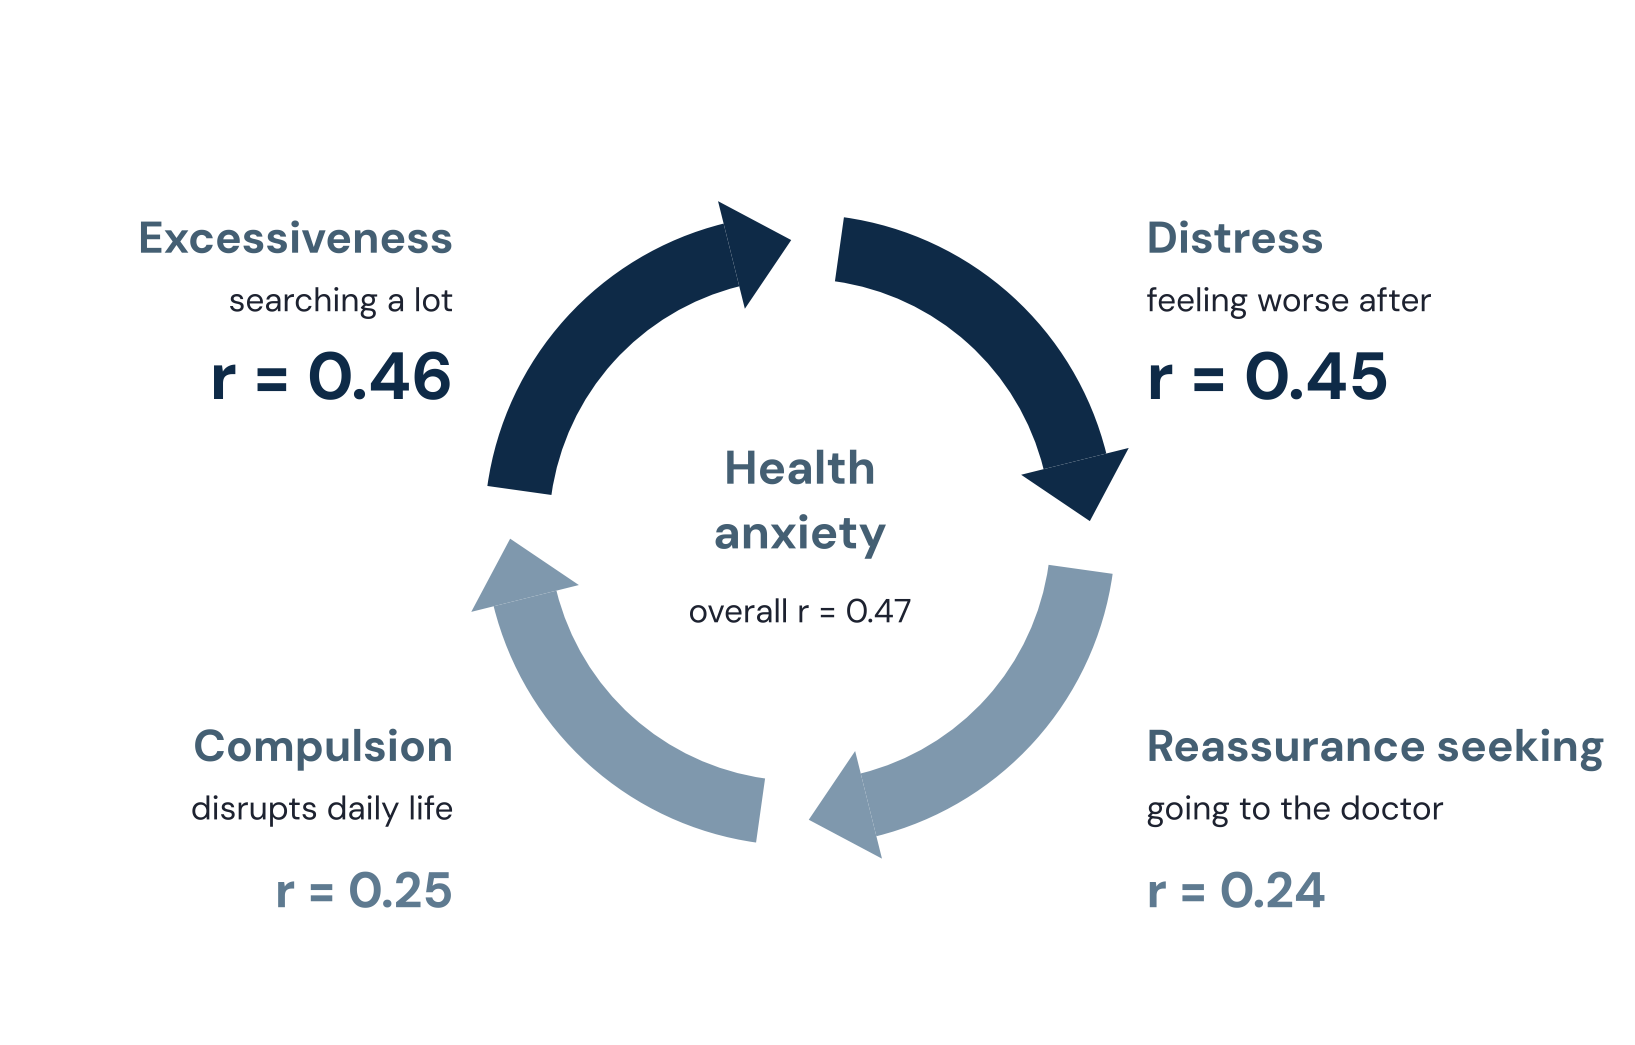 Excessiveness
searching a lot
r = 0.46
Distress
feeling worse after
r = 0.45
Health
anxiety
overall r = 0.47
Compulsion
disrupts daily life
r = 0.25
Reassurance seeking
going to the doctor
r = 0.24